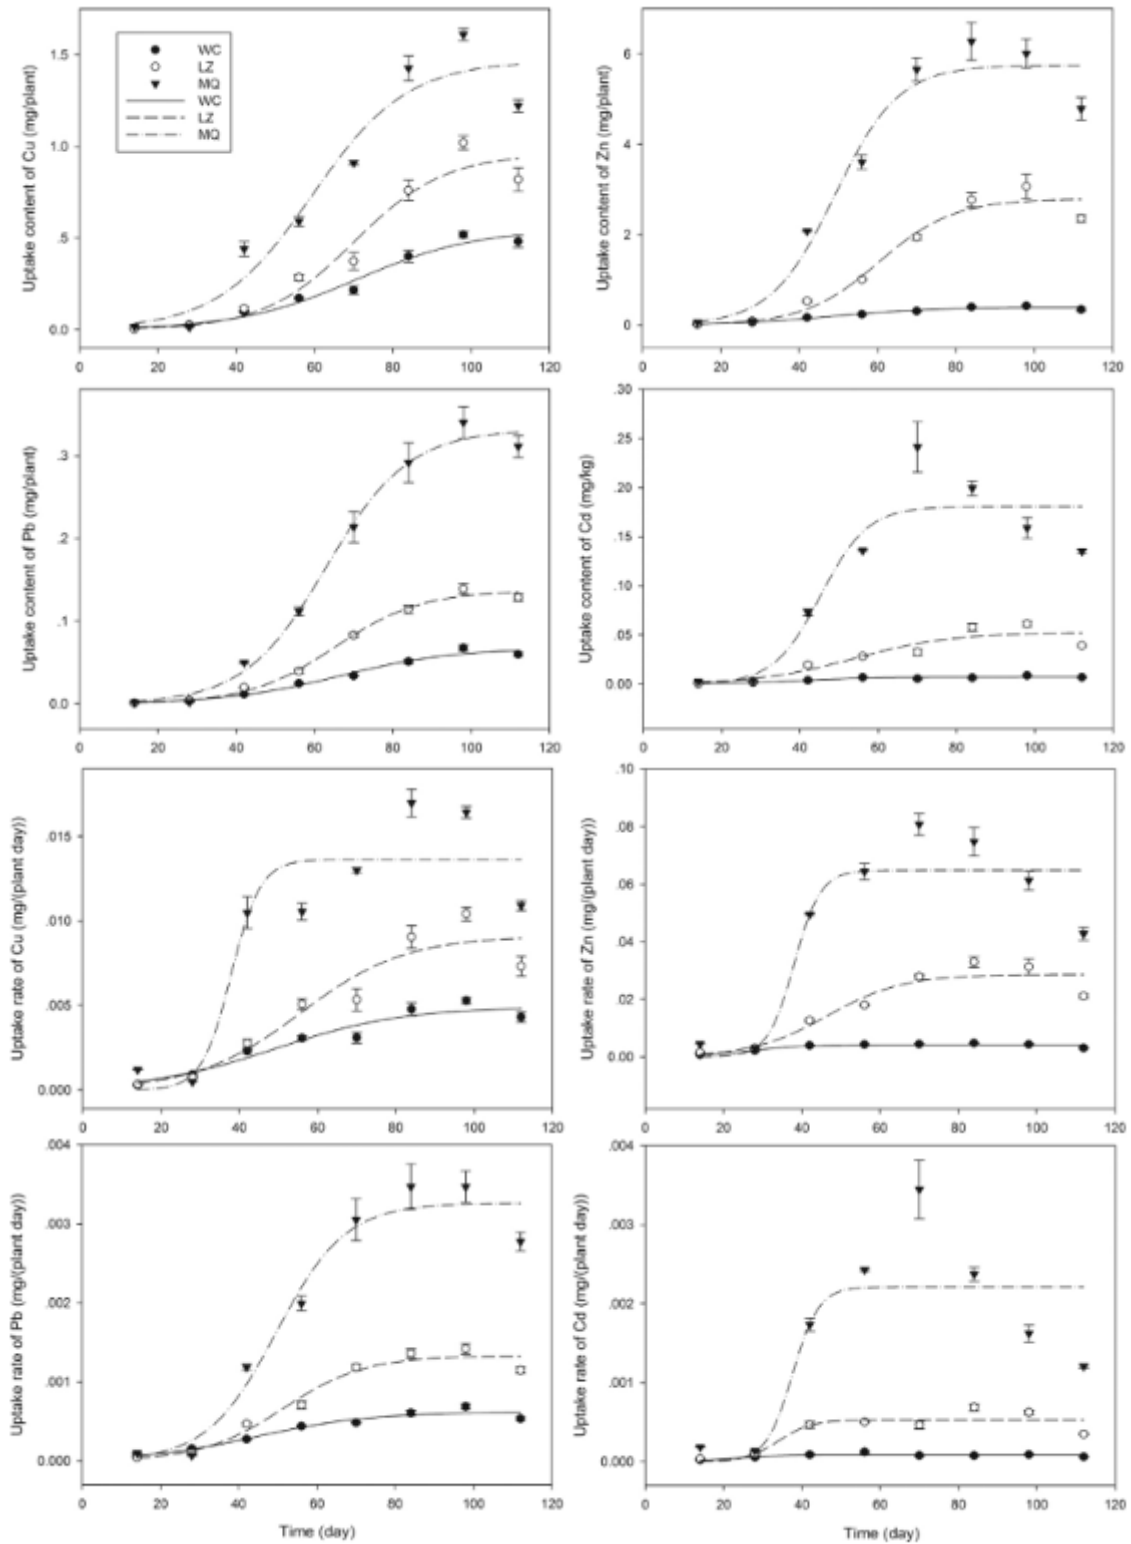 Uptake content of Cu (mg/plant)
1.5
1.0
.5
0.0
WC
LZ
MQ
WC
LZ
MQ
0 20 40 60 80 100 120
Uptake content of Zn (mg/plant)
6
4
2
0
0 20 40 60 80 100 120
Uptake content of Pb (mg/plant)
.3
.2
.1
0.0
0 20 40 60 80 100 120
Uptake content of Cd (mg/kg)
.30
.25
.20
.15
.10
.05
0.00
0 20 40 60 80 100 120
Uptake rate of Cu (mg/(plant day))
.015
.010
.005
0.000
0 20 40 60 80 100 120
Uptake rate of Zn (mg/(plant day))
.10
.08
.06
.04
.02
0.00
0 20 40 60 80 100 120
Uptake rate of Pb (mg/(plant day))
.004
.003
.002
.001
0.000
0 20 40 60 80 100 120
Time (day)
Uptake rate of Cd (mg/(plant day))
.004
.003
.002
.001
0.000
0 20 40 60 80 100 120
Time (day)